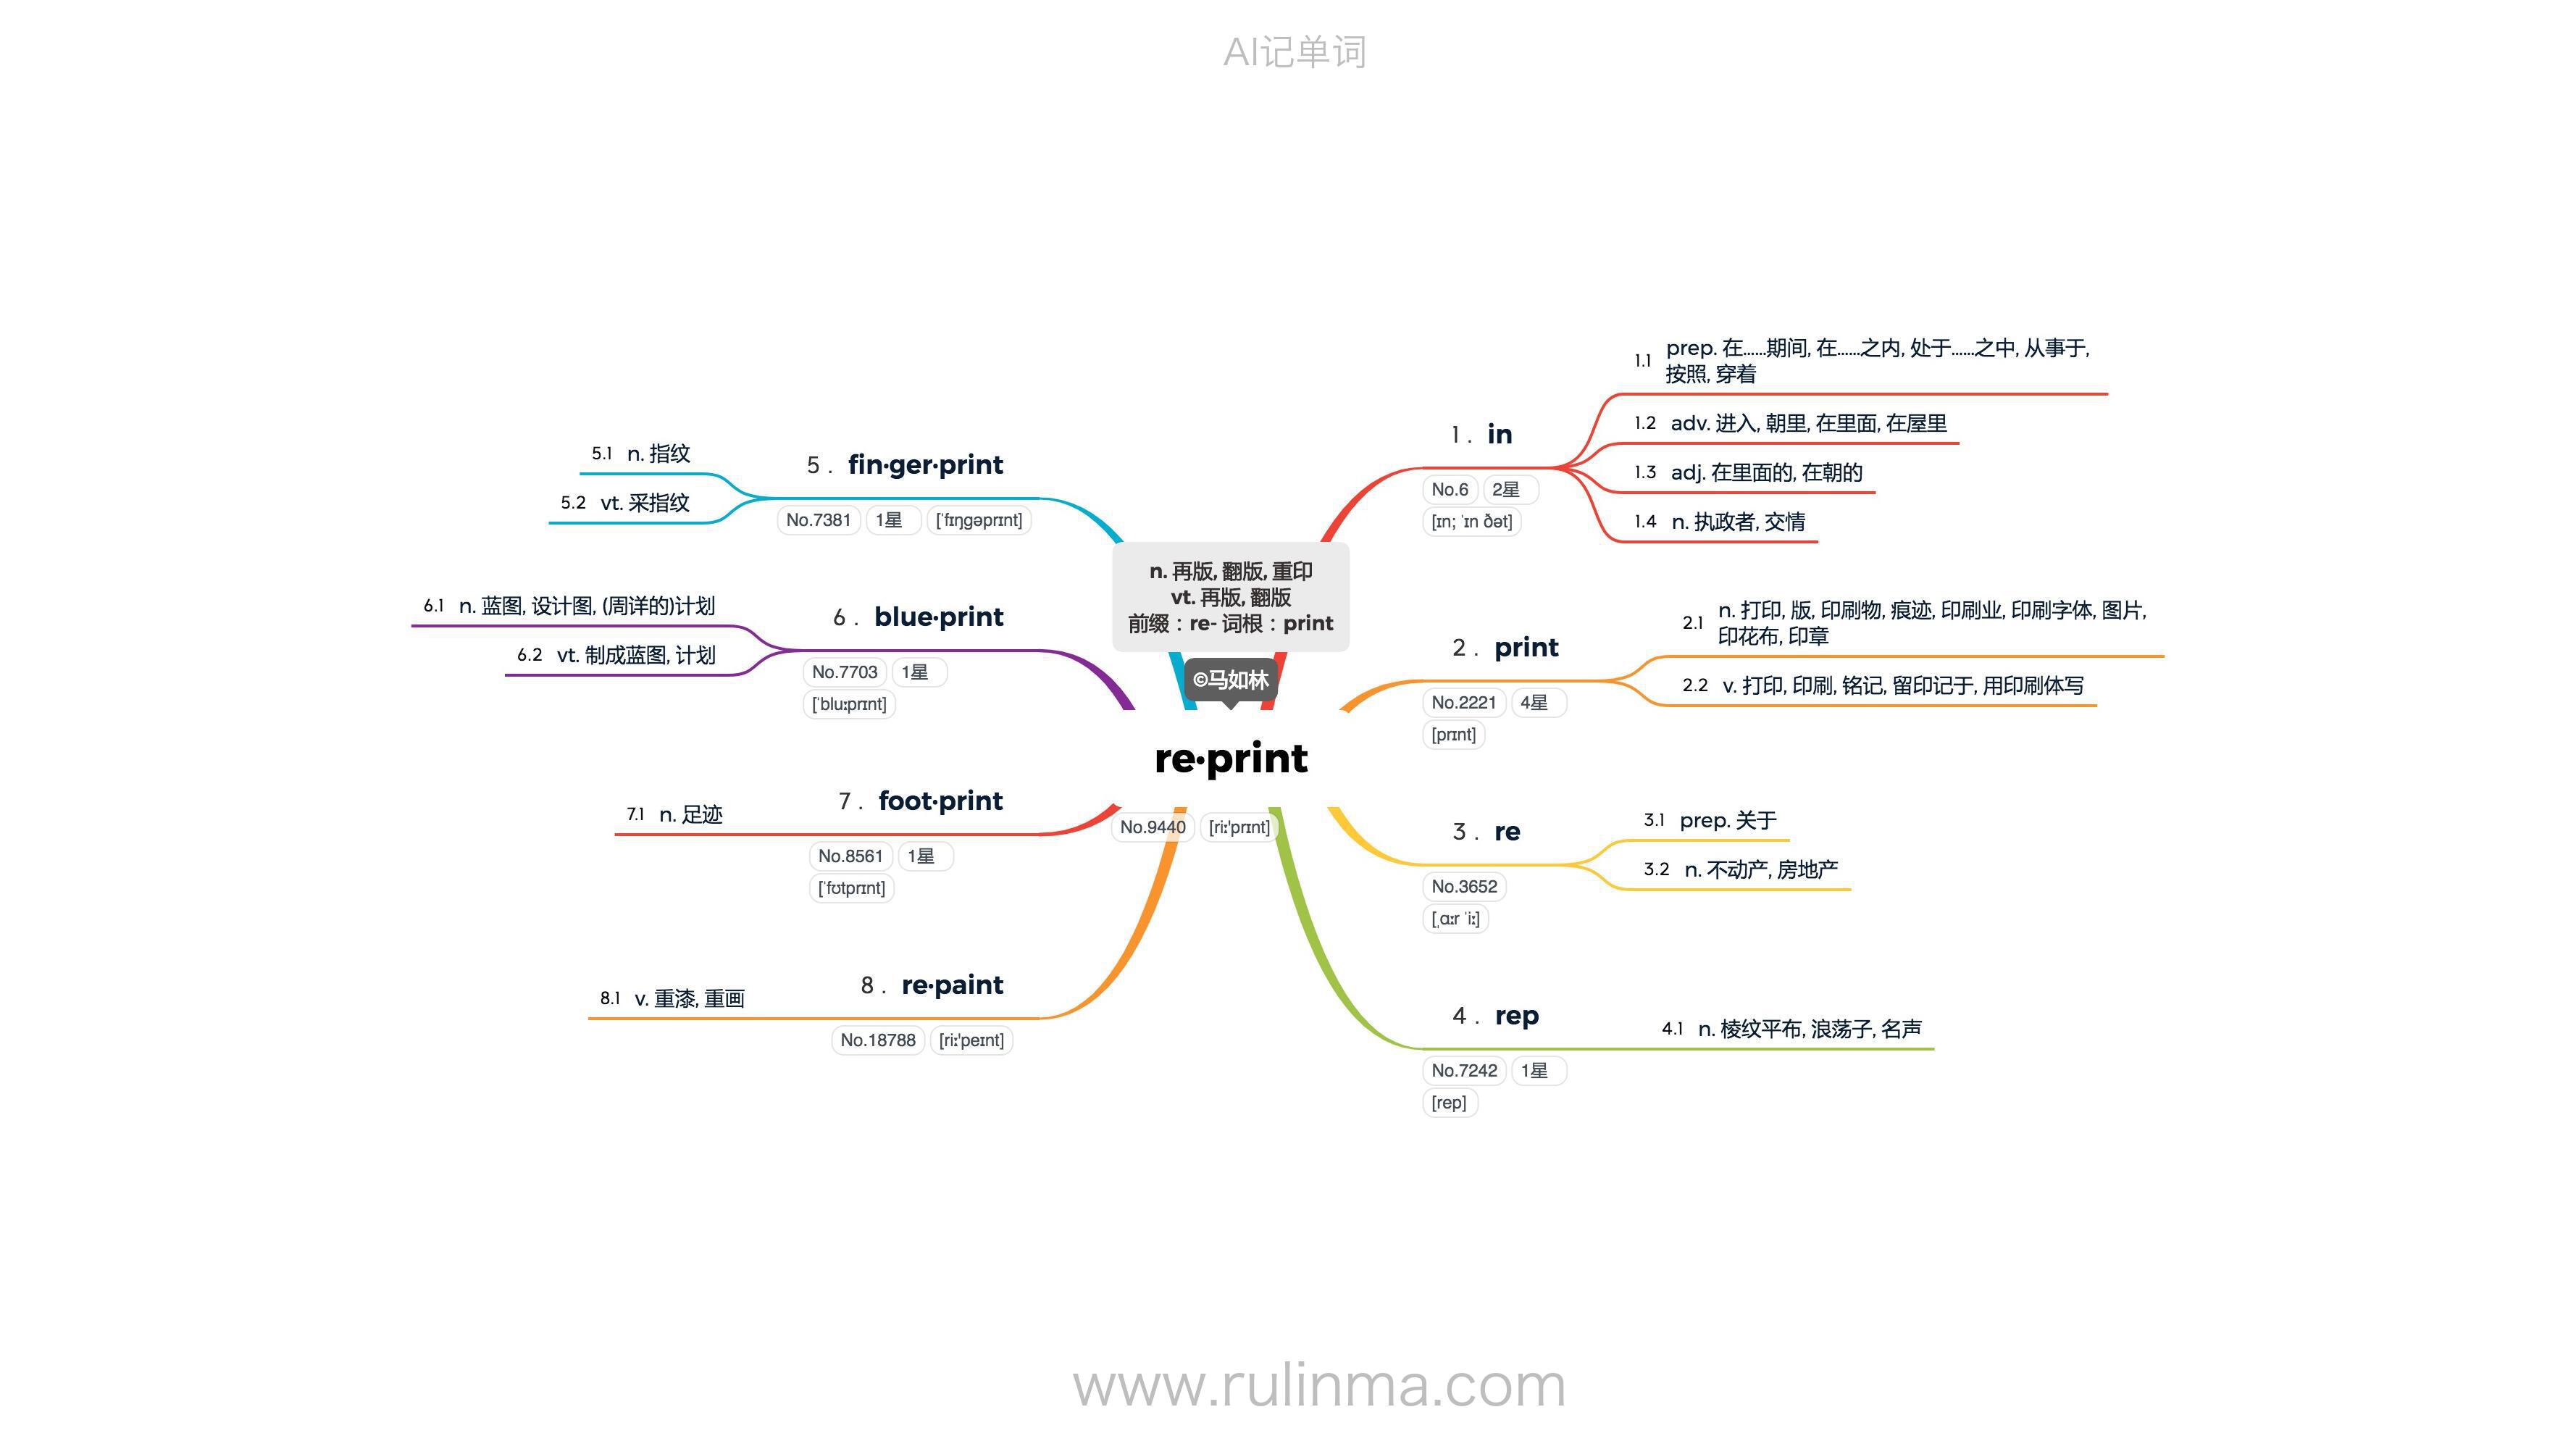 AI记单词
n. 再版, 翻版, 重印
vt. 再版, 翻版
前缀：re- 词根：print
©马如林
re·print
No.9440 [riː'prɪnt]
1 . in
No.6 2星
[ɪn; ˈɪn ðət]
1.1 prep. 在……期间, 在……之内, 处于……之中, 从事于,
按照, 穿着
1.2 adv. 进入, 朝里, 在里面, 在屋里
1.3 adj. 在里面的, 在朝的
1.4 n. 执政者, 交情
2 . print
No.2221 4星
[prɪnt]
2.1 n. 打印, 版, 印刷物, 痕迹, 印刷业, 印刷字体, 图片,
印花布, 印章
2.2 v. 打印, 印刷, 铭记, 留印记于, 用印刷体写
3 . re
No.3652
[ˌɑːr ˈiː]
3.1 prep. 关于
3.2 n. 不动产, 房地产
4 . rep
No.7242 1星
[rep]
4.1 n. 棱纹平布, 浪荡子, 名声
5 . fin·ger·print
No.7381 1星 [ˈfɪŋɡəprɪnt]
5.1 n. 指纹
5.2 vt. 采指纹
6 . blue·print
No.7703 1星
[ˈbluːprɪnt]
6.1 n. 蓝图, 设计图, (周详的)计划
6.2 vt. 制成蓝图, 计划
7 . foot·print
No.8561 1星
[ˈfʊtprɪnt]
7.1 n. 足迹
8 . re·paint
No.18788 [riː'peɪnt]
8.1 v. 重漆, 重画
www.rulinma.com